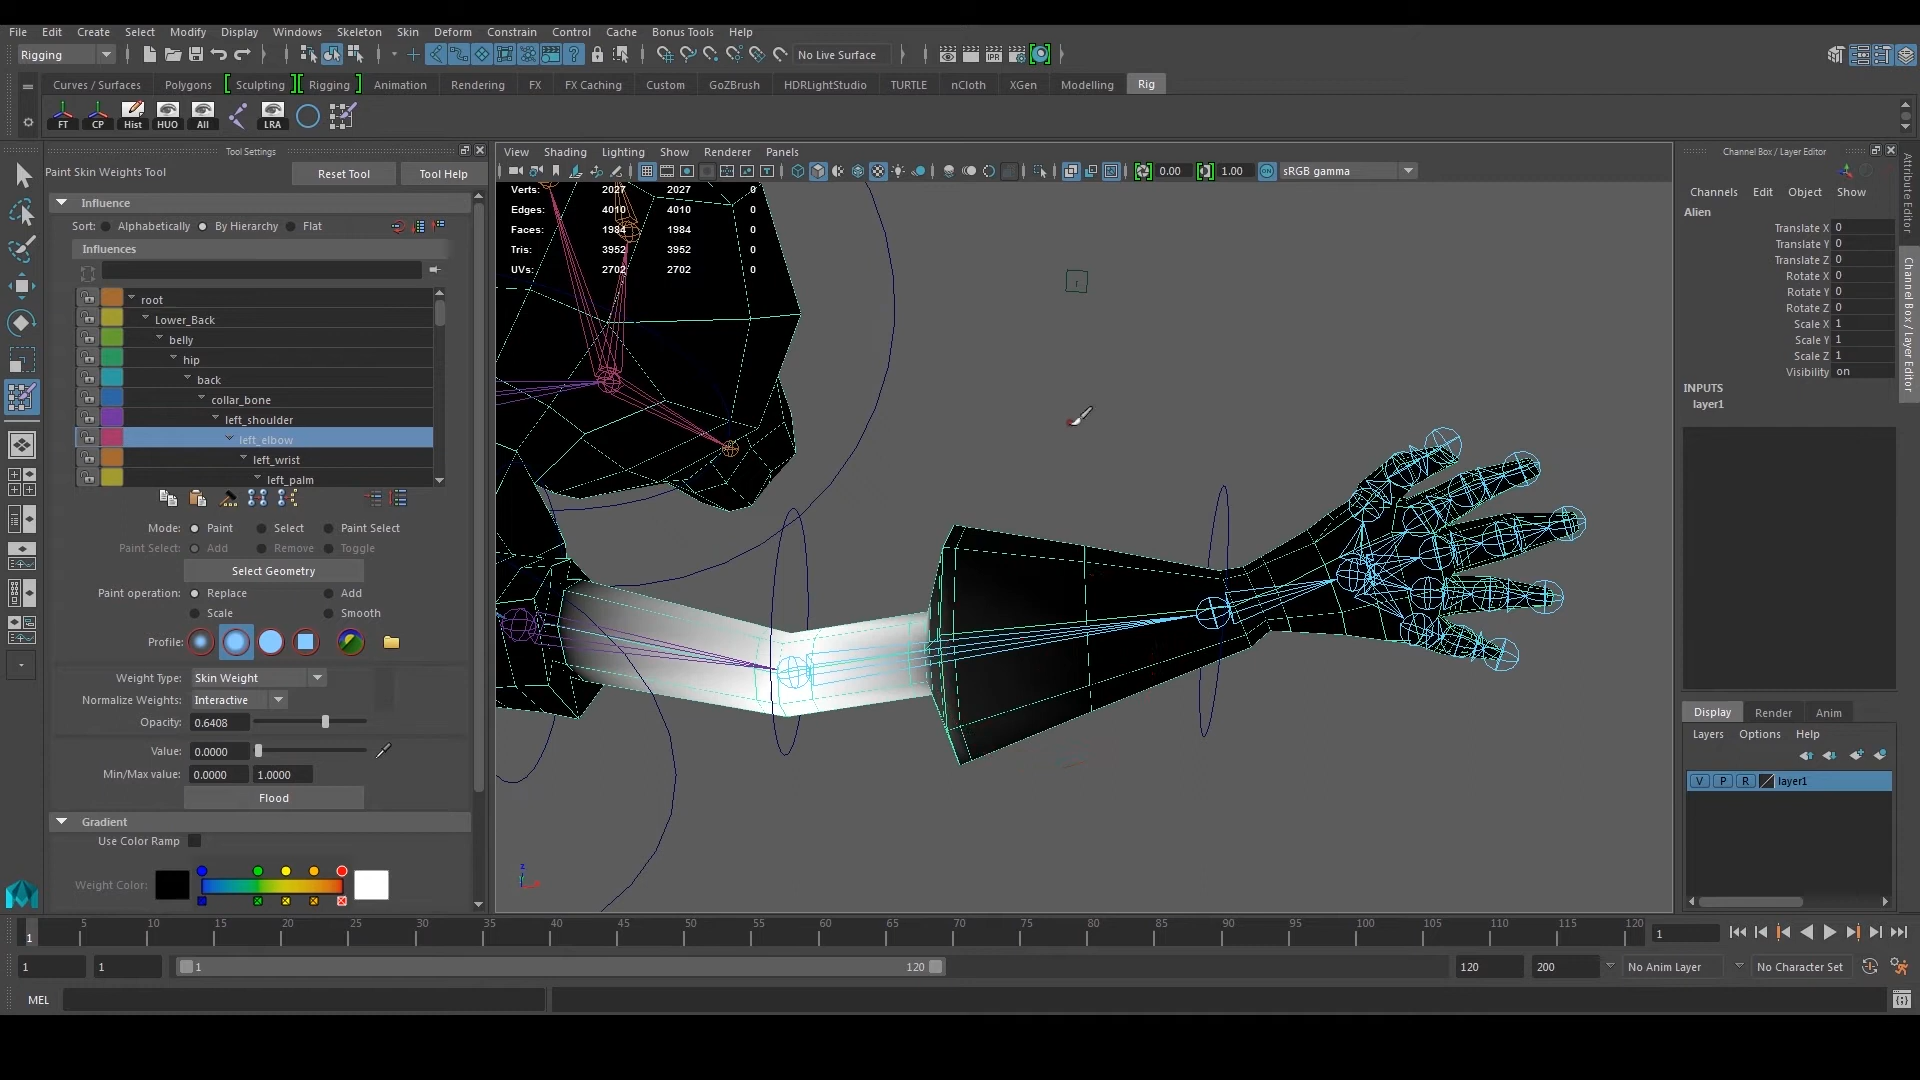 File Edit Create Select Modify Display Windows Skeleton Skin Deform Constrain Control Cache Bonus Tools Help
Rigging No Live Surface IPR
Curves / Surfaces Polygons Sculpting Rigging Animation Rendering FX FX Caching Custom GoZBrush HDRLightStudio TURTLE nCloth XGen Modelling Rig
FT CP Hist HUO All LRA
Tool Settings
Paint Skin Weights Tool Reset Tool Tool Help
Influence
Sort: Alphabetically By Hierarchy Flat
Influences
root
Lower_Back
belly
hip
back
collar_bone
left_shoulder
left_elbow
left_wrist
left_palm
Mode: Paint Select Paint Select
Paint Select: Add Remove Toggle
Select Geometry
Paint operation: Replace Add
Scale Smooth
Profile:
Weight Type: Skin Weight
Normalize Weights: Interactive
Opacity: 0.6408
Value: 0.0000
Min/Max value: 0.0000 1.0000
Flood
Gradient
Use Color Ramp
Weight Color:
View Shading Lighting Show Renderer Panels
0.00 1.00 sRGB gamma
Verts: 2027 2027 0
Edges: 4010 4010 0
Faces: 1984 1984 0
Tris: 3952 3952 0
UVs: 2702 2702 0
Channel Box / Layer Editor
Channels Edit Object Show
Alien
Translate X 0
Translate Y 0
Translate Z 0
Rotate X 0
Rotate Y 0
Rotate Z 0
Scale X 1
Scale Y 1
Scale Z 1
Visibility on
INPUTS
layer1
Attribute Editor
Channel Box / Layer Editor
Display Render Anim
Layers Options Help
V P R layer1
5 10 15 20 25 30 35 40 45 50 55 60 65 70 75 80 85 90 95 100 105 110 115 120
1 1
1 1 1 120 120 200 No Anim Layer No Character Set
MEL